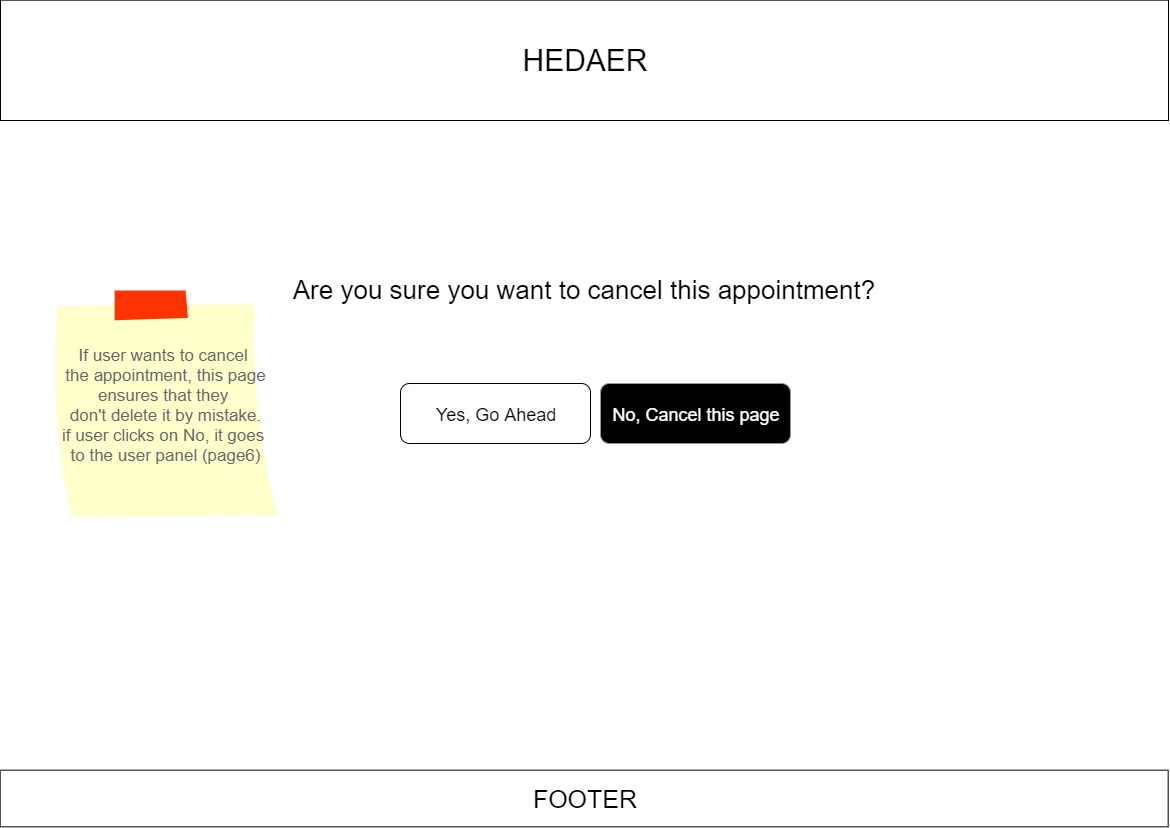 HEDAER
Are you sure you want to cancel this appointment?
If user wants to cancel
the appointment, this page
ensures that they
don't delete it by mistake.
if user clicks on No, it goes
to the user panel (page6)
Yes, Go Ahead
No, Cancel this page
FOOTER